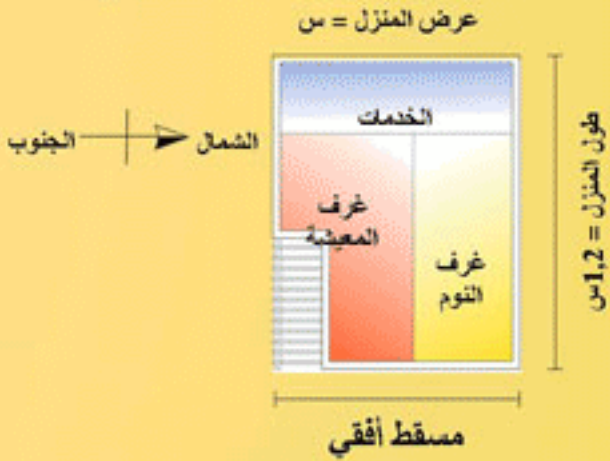 عرض المنزل = س
الخدمات
الشمال
الجنوب
غرف
المعيشة
غرف
النوم
طول المنزل = 1,2س
مسقط أفقي